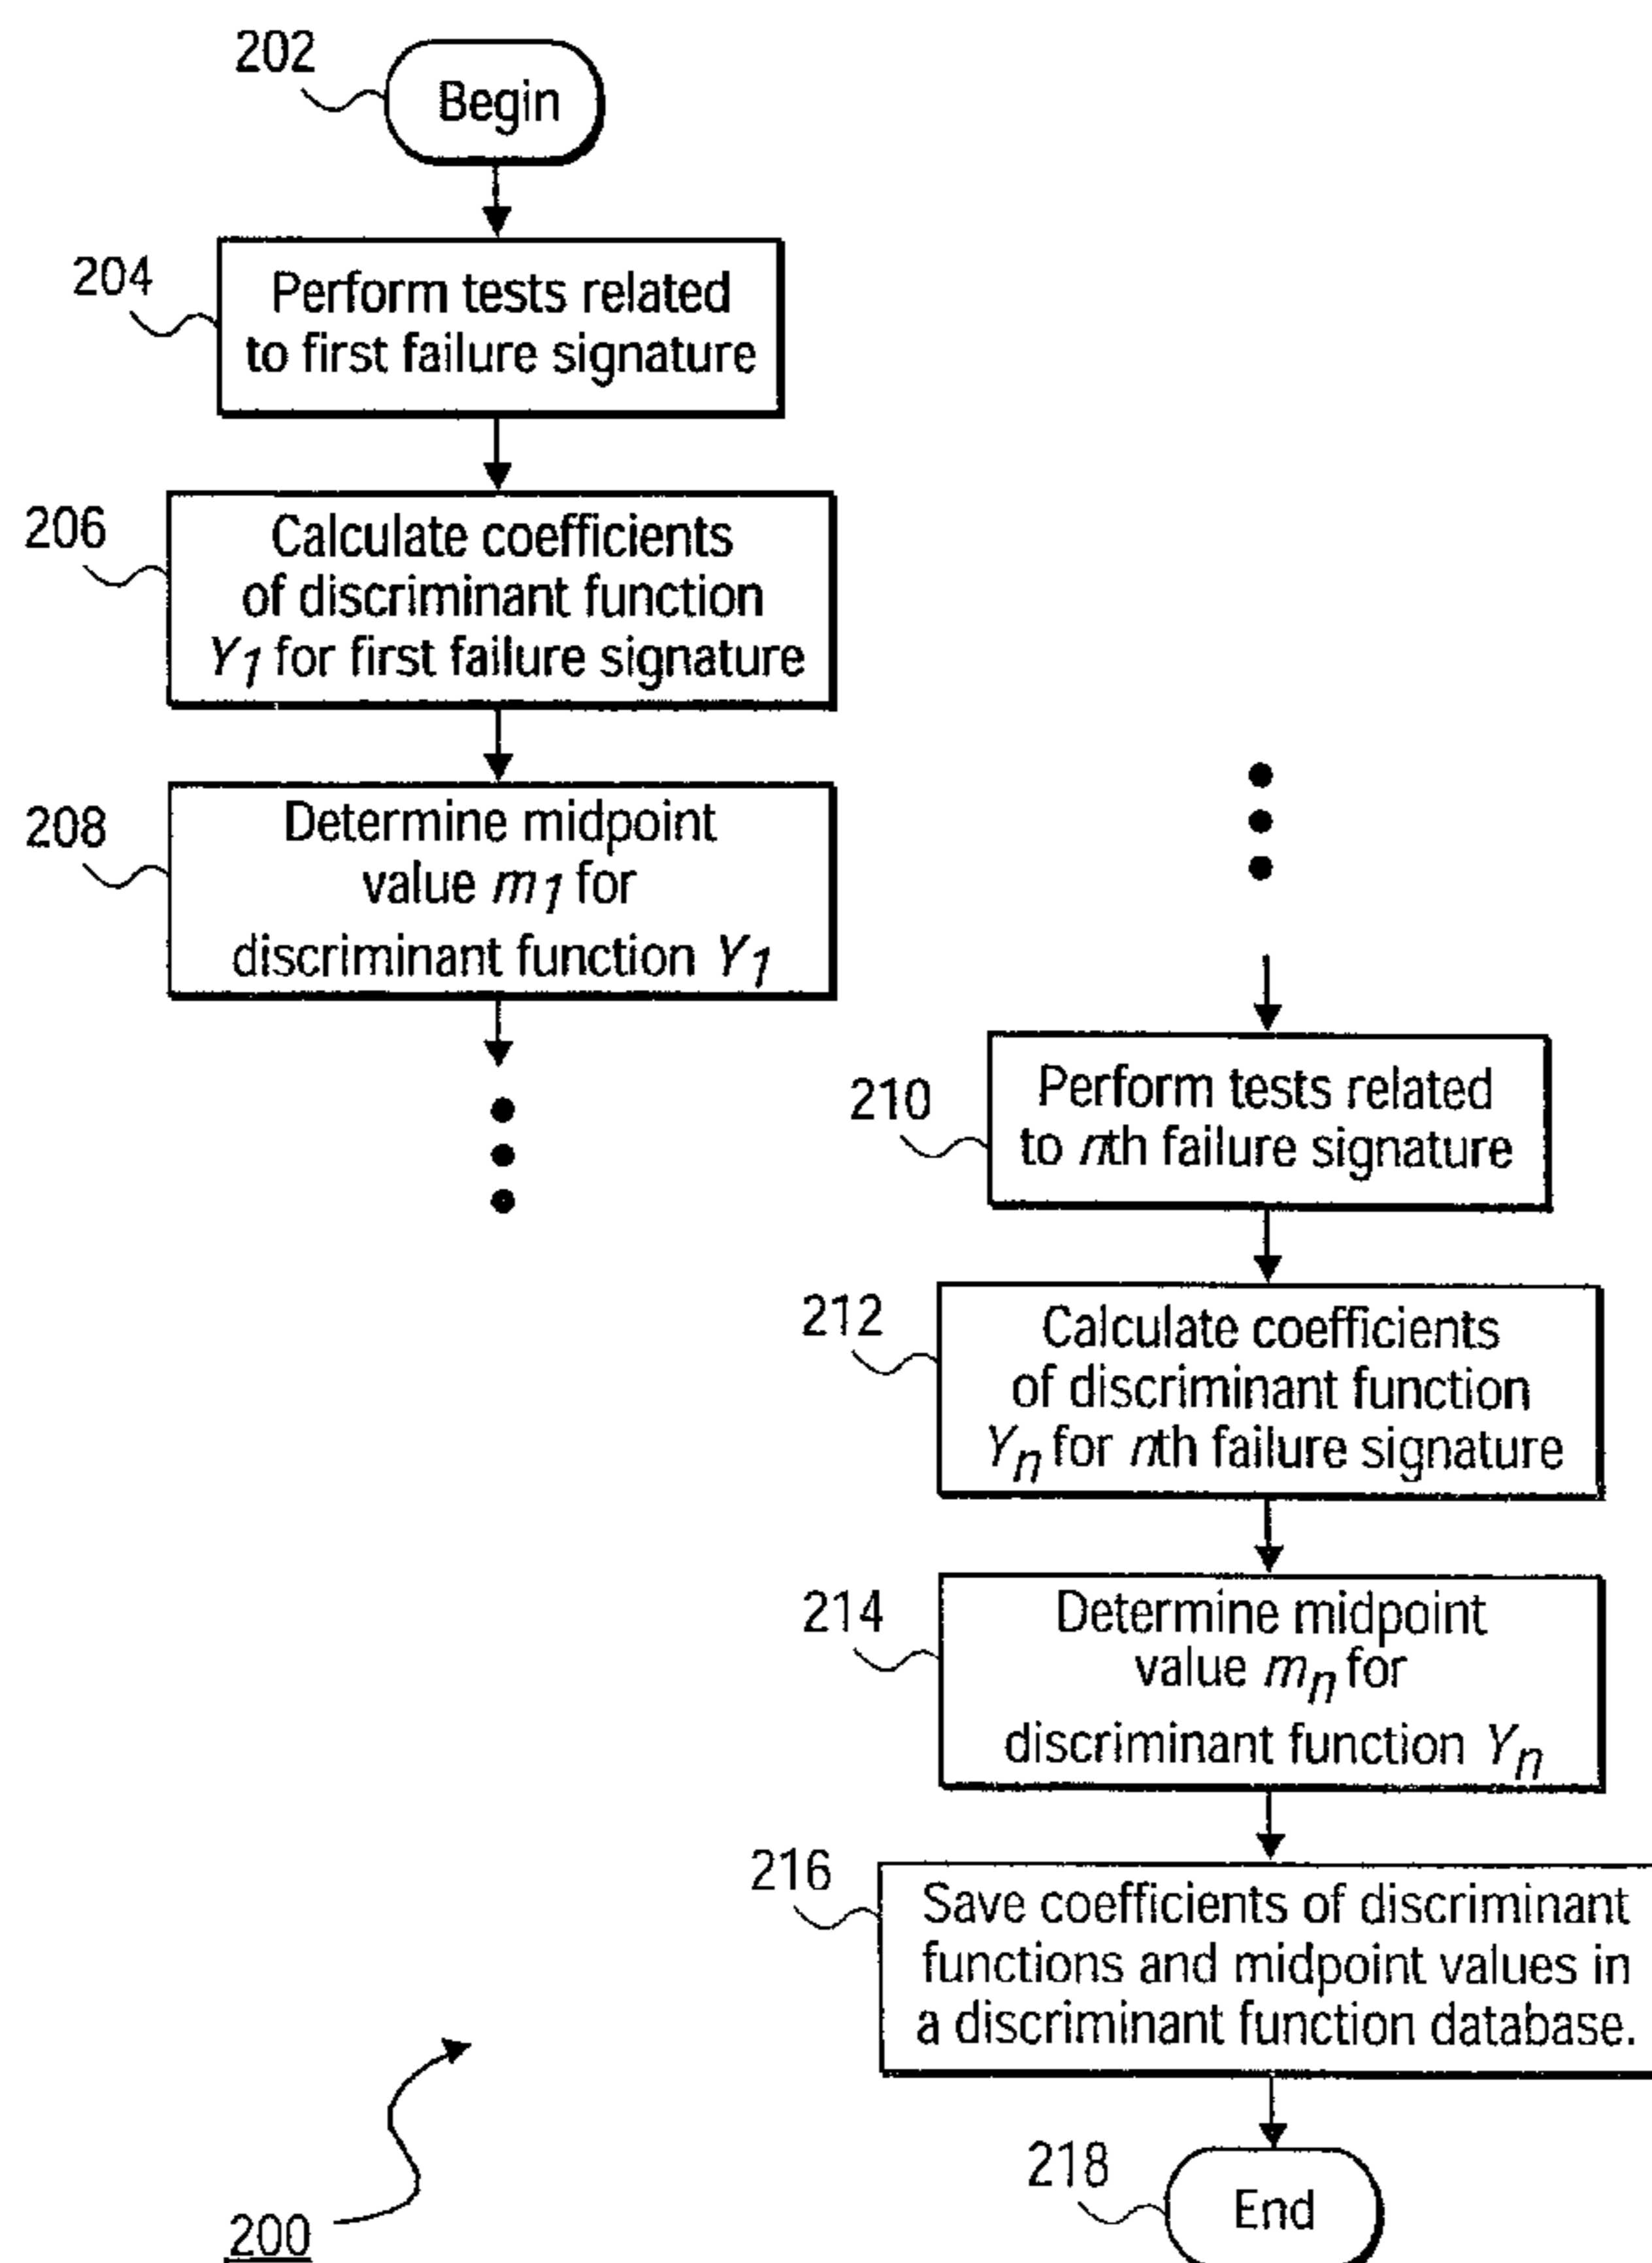 202
Begin
204
Perform tests related
to first failure signature
206
Calculate coefficients
of discriminant function
Y1 for first failure signature
208
Determine midpoint
value m1 for
discriminant function Y1
210
Perform tests related
to nth failure signature
212
Calculate coefficients
of discriminant function
Yn for nth failure signature
214
Determine midpoint
value mn for
discriminant function Yn
216
Save coefficients of discriminant
functions and midpoint values in
a discriminant function database.
218
End
200